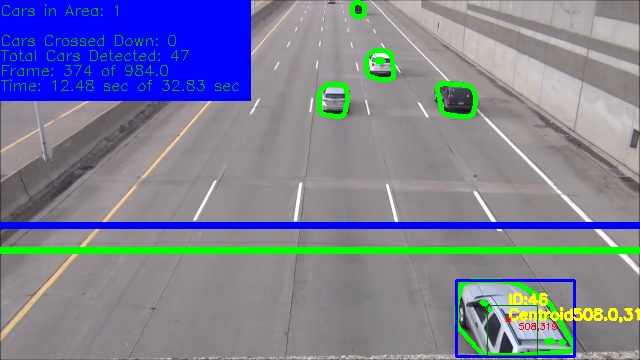 Cars in Area: 1
Cars Crossed Down: 0
Total Cars Detected: 47
Frame: 374 of 984.0
Time: 12.48 sec of 32.83 sec
ID:46
Centroid508.0,31
508,319